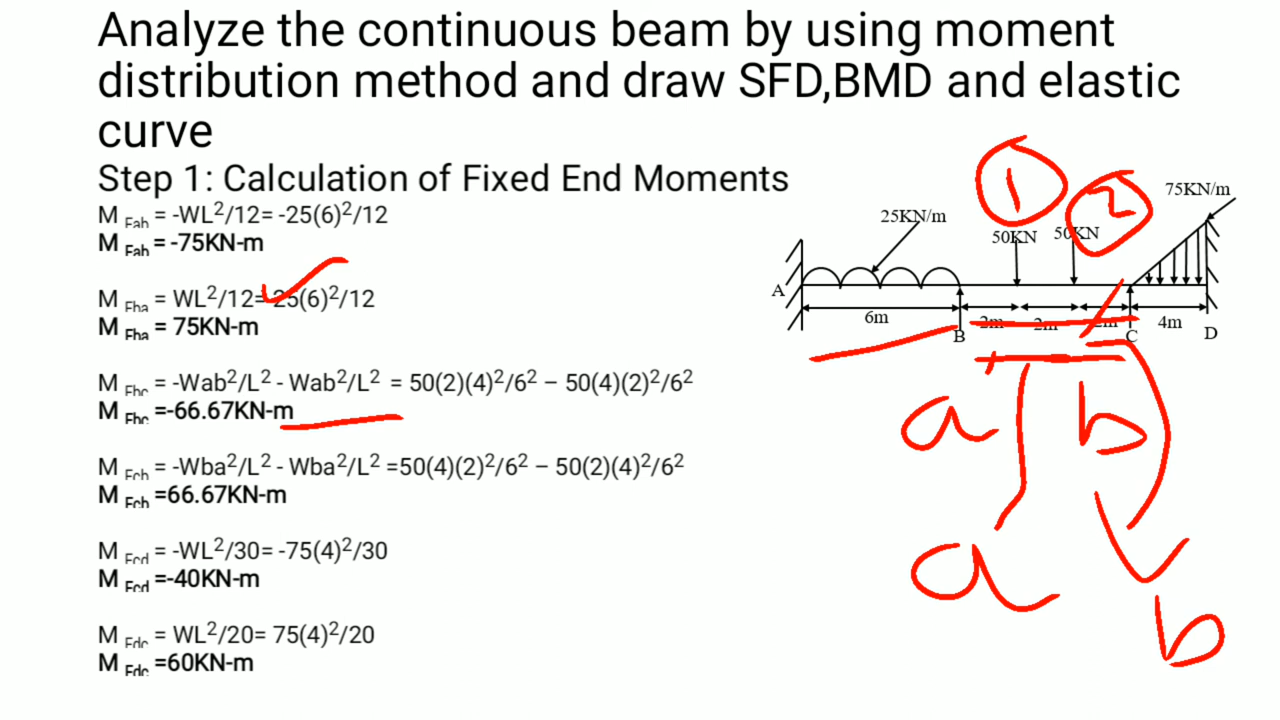 Analyze the continuous beam by using moment
distribution method and draw SFD,BMD and elastic
curve
Step 1: Calculation of Fixed End Moments
M Fab = -WL²/12= -25(6)²/12
M Fab = -75KN-m
M Fba = WL²/12= 25(6)²/12
M Fba = 75KN-m
M Fbc = -Wab²/L² - Wab²/L² = 50(2)(4)²/6² – 50(4)(2)²/6²
M Fbc =-66.67KN-m
M Fcb = -Wba²/L² - Wba²/L² =50(4)(2)²/6² – 50(2)(4)²/6²
M Fcb =66.67KN-m
M Fcd = -WL²/30= -75(4)²/30
M Fcd =-40KN-m
M Fdc = WL²/20= 75(4)²/20
M Fdc =60KN-m
1
2
75KN/m
25KN/m
50KN 50KN
A
6m
2m 2m 2m
4m
B C D
a b
a
b